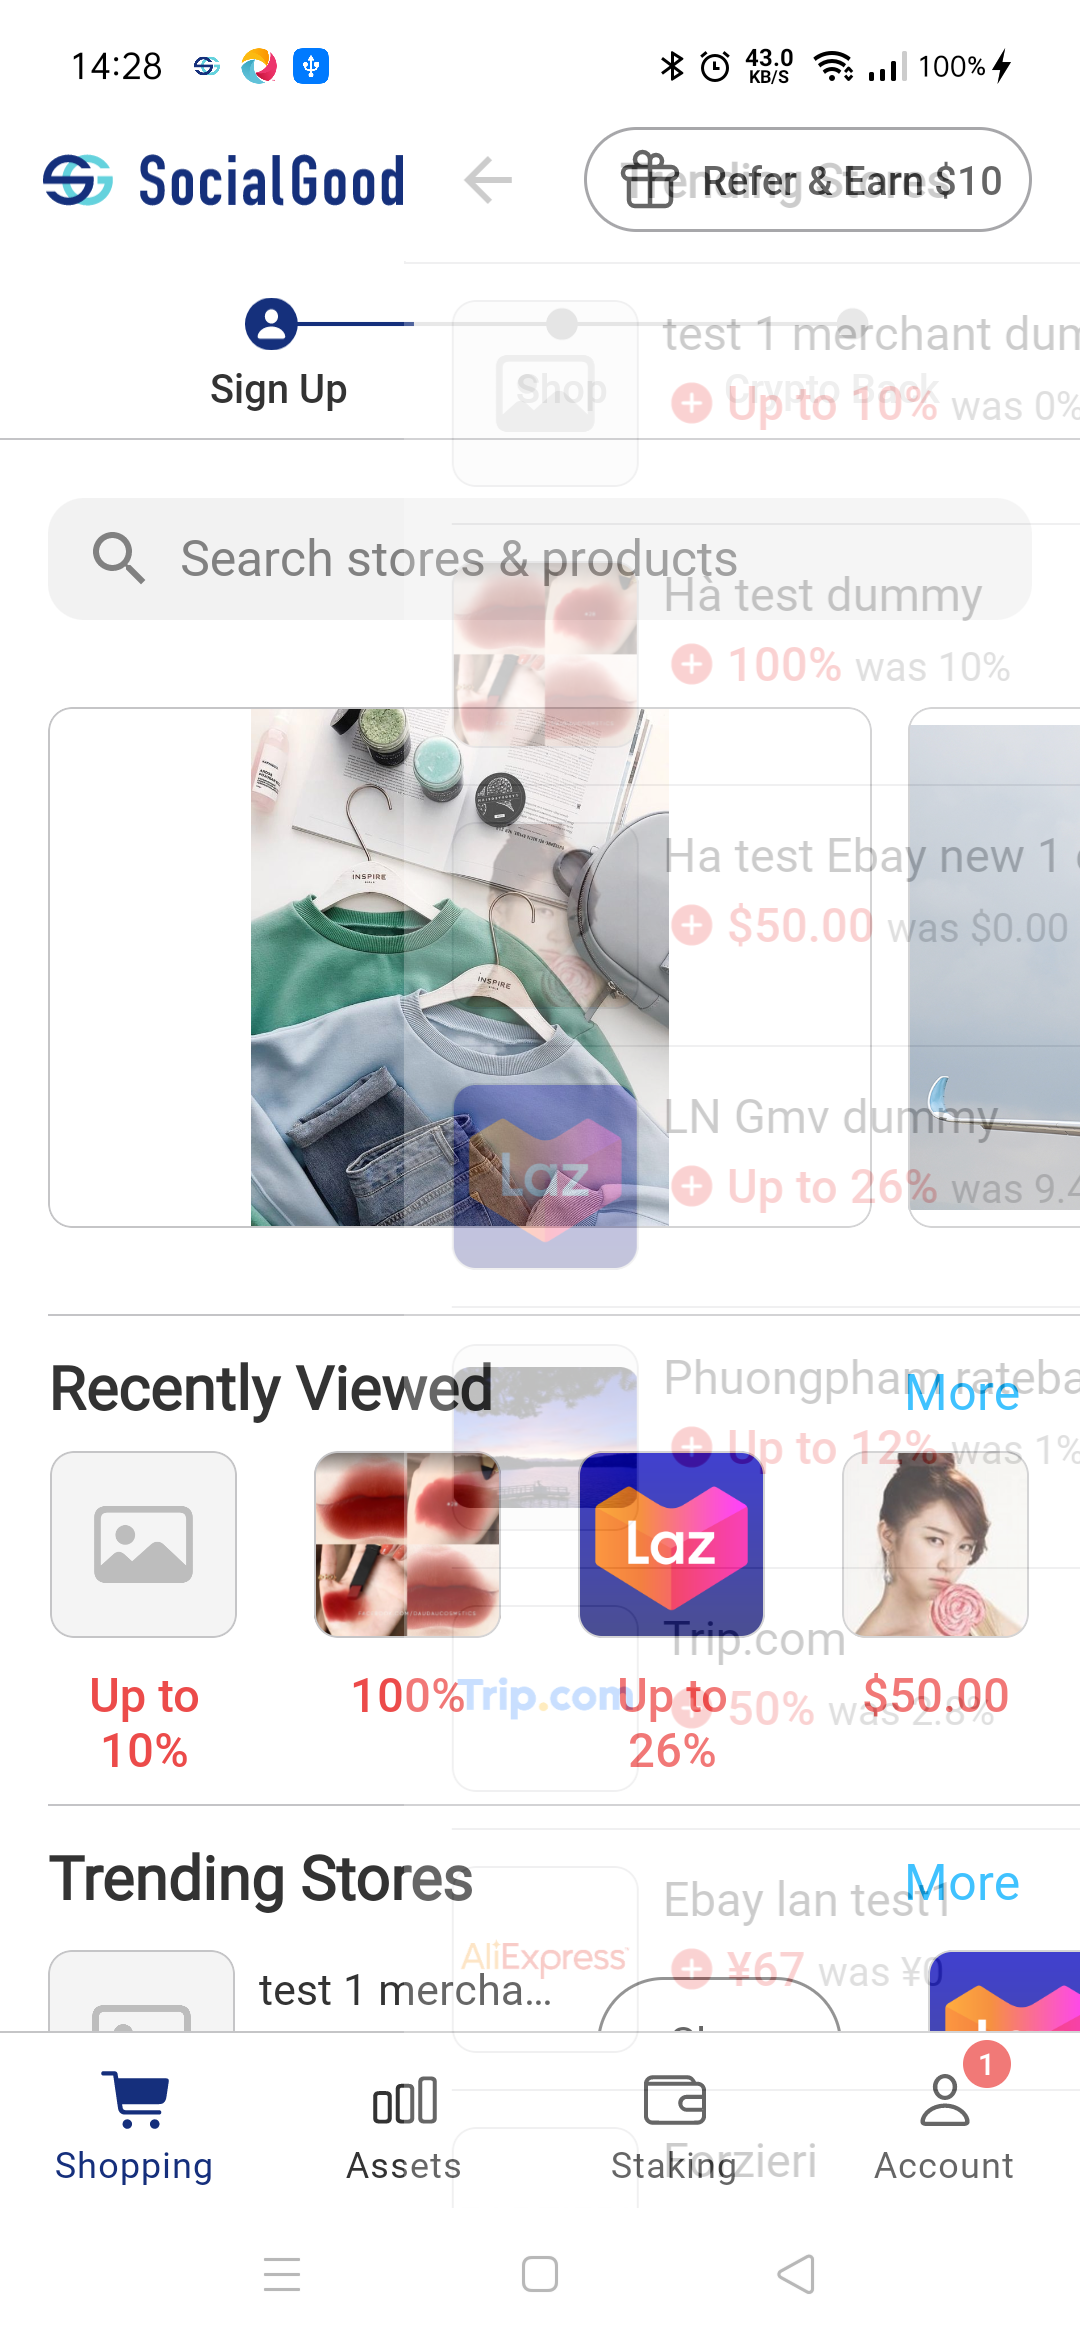 14:28
43.0
KB/S
100%
SocialGood
Refer & Earn $10
Trending Stores
Sign Up
Shop
Crypto Back
test 1 merchant dum
Up to 10% was 0%
Search stores & products
Hà test dummy
100% was 10%
INSPIRE
INSPIRE
Ha test Ebay new 1
$50.00 was $0.00
LN Gmv dummy
Laz
Up to 26% was 9.4
Recently Viewed
More
Phuongpham rateba
Up to 12% was 1%
Laz
Trip.com
50% was 2.8%
Trip.com
Up to
10%
100%
Up to
26%
$50.00
Trending Stores
More
Ebay lan test1
¥67 was ¥0
AliExpress
test 1 mercha...
Forzieri
Shopping
Assets
Staking
Account
1